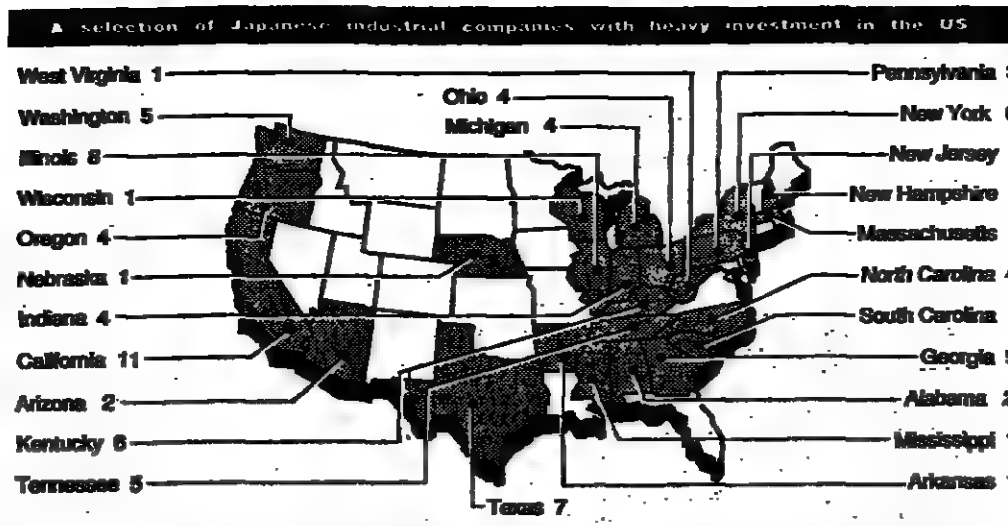 A selection of Japanese industrial companies with heavy investment in the US
West Virginia 1
Washington 5
Illinois 8
Wisconsin 1
Oregon 4
Nebraska 1
Indiana 4
California 11
Arizona 2
Kentucky 6
Tennessee 5
Ohio 4
Michigan 4
Texas 7
Pennsylvania
New York
New Jersey
New Hampshire
Massachusetts
North Carolina
South Carolina
Georgia
Alabama
Mississippi
Arkansas